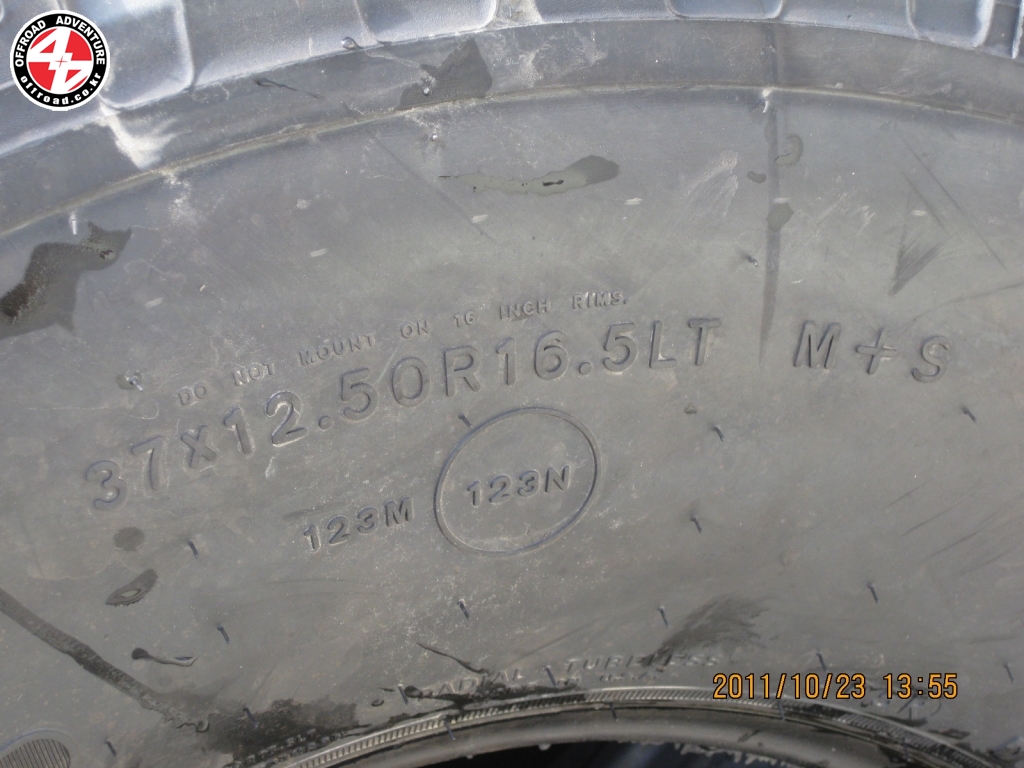 OFFROAD ADVENTURE
4x4
offroad.co.kr
DO NOT MOUNT ON 16 INCH RIMS.
37X12.50R16.5LT M+S
123M 123N
RADIAL TUBELESS
2011/10/23 13:55